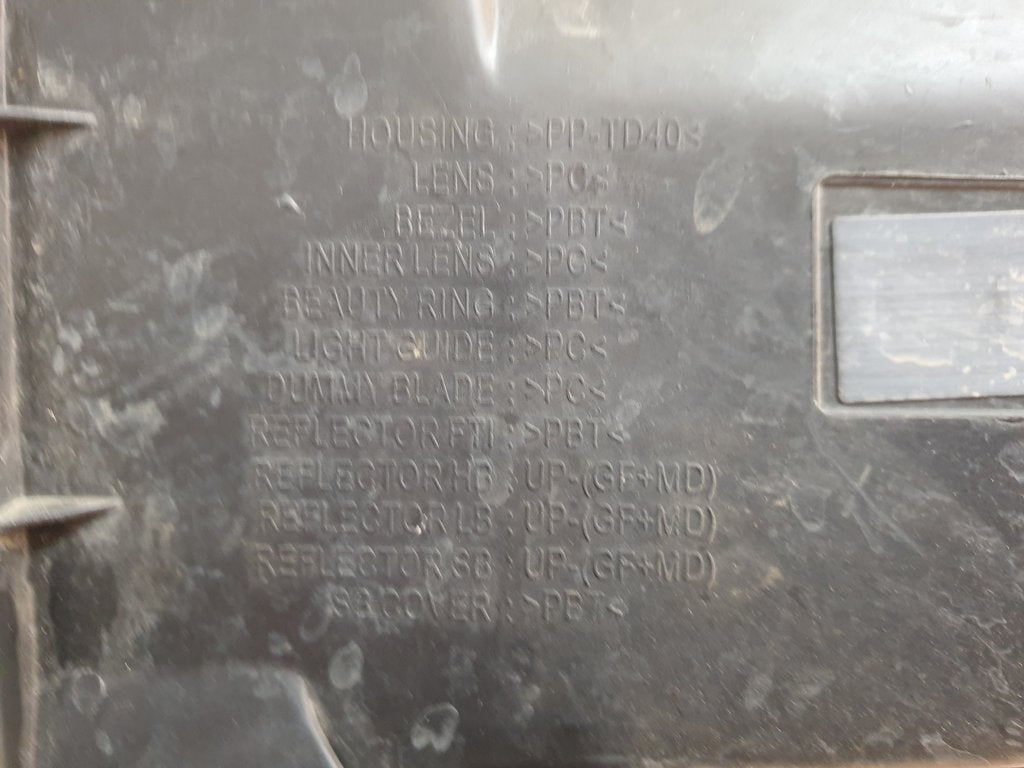 HOUSING : >PP-TD40<
LENS : >PC<
BEZEL : >PBT<
INNER LENS : >PC<
BEAUTY RING : >PBT<
LIGHT GUIDE : >PC<
DUMMY BLADE : >PC<
REFLECTOR FTI : >PBT<
REFLECTOR HB : UP-(GF+MD)
REFLECTOR LB : UP-(GF+MD)
REFLECTOR SB : UP-(GF+MD)
SB COVER : >PBT<